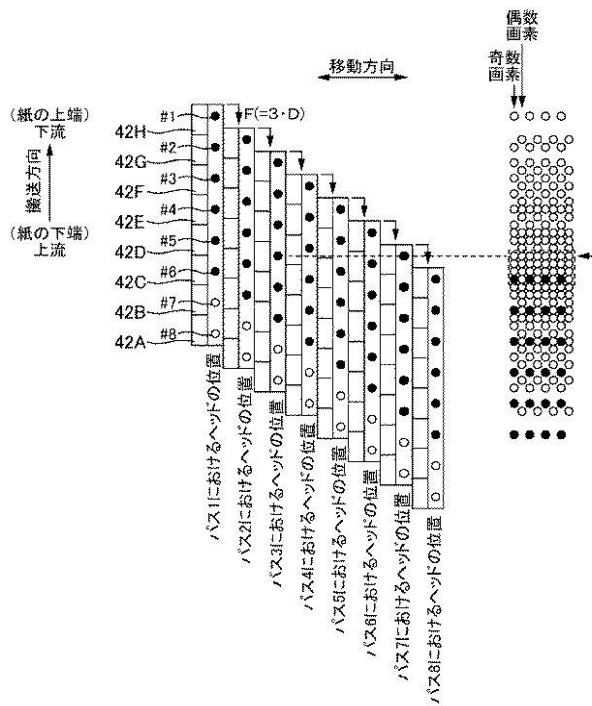 偶数
画素
奇数
画素
移動方向
(紙の上端)
下流
搬送方向
(紙の下端)
上流
F(=3・D)
#1
42H
#2
42G
#3
42F
#4
42E
#5
42D
#6
42C
#7
42B
#8
42A
パス1におけるヘッドの位置
パス2におけるヘッドの位置
パス3におけるヘッドの位置
パス4におけるヘッドの位置
パス5におけるヘッドの位置
パス6におけるヘッドの位置
パス7におけるヘッドの位置
パス8におけるヘッドの位置